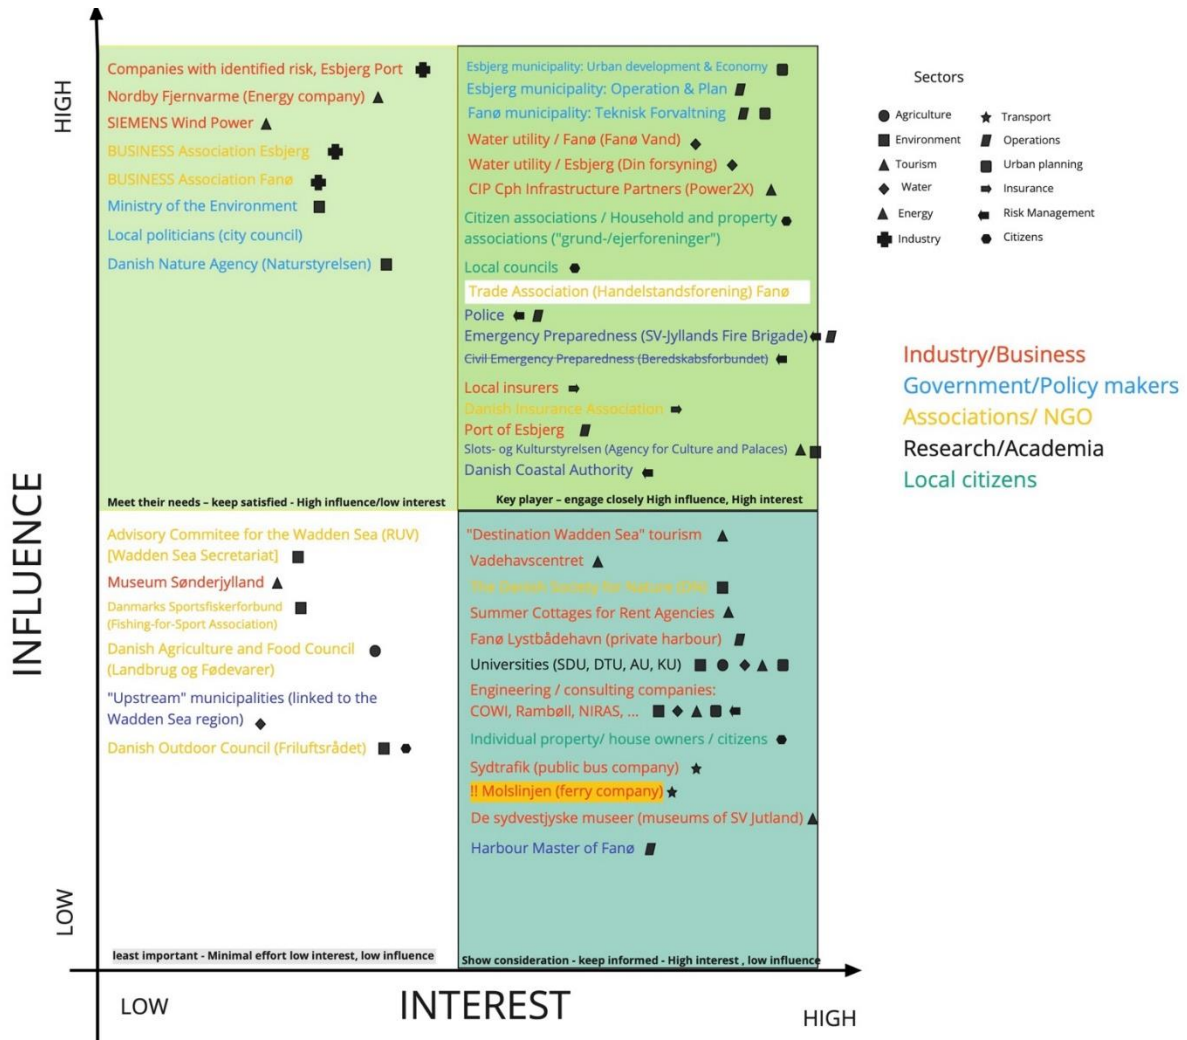 HIGH
INFLUENCE
LOW
Companies with identified risk, Esbjerg Port
Nordby Fjernvarme (Energy company)
SIEMENS Wind Power
BUSINESS Association Esbjerg
BUSINESS Association Fanø
Ministry of the Environment
Local politicians (city council)
Danish Nature Agency (Naturstyrelsen)
Meet their needs – keep satisfied - High influence/low interest
Esbjerg municipality: Urban development & Economy
Esbjerg municipality: Operation & Plan
Fanø municipality: Teknisk Forvaltning
Water utility / Fanø (Fanø Vand)
Water utility / Esbjerg (Din forsyning)
CIP Cph Infrastructure Partners (Power2X)
Citizen associations / Household and property
associations ("grund-/ejerforeninger")
Local councils
Trade Association (Handelstandsforening) Fanø
Police
Emergency Preparedness (SV-Jyllands Fire Brigade)
Civil Emergency Preparedness (Beredskabsforbundet)
Local insurers
Danish Insurance Association
Port of Esbjerg
Slots- og Kulturstyrelsen (Agency for Culture and Palaces)
Danish Coastal Authority
Key player – engage closely High influence, High interest
Advisory Commitee for the Wadden Sea (RUV)
[Wadden Sea Secretariat]
Museum Sønderjylland
Danmarks Sportsfiskerforbund
(Fishing-for-Sport Association)
Danish Agriculture and Food Council
(Landbrug og Fødevarer)
"Upstream" municipalities (linked to the
Wadden Sea region)
Danish Outdoor Council (Friluftsrådet)
least important - Minimal effort low interest, low influence
"Destination Wadden Sea" tourism
Vadehavscentret
The Danish Society for Nature (DN)
Summer Cottages for Rent Agencies
Fanø Lystbådehavn (private harbour)
Universities (SDU, DTU, AU, KU)
Engineering / consulting companies:
COWI, Rambøll, NIRAS, ...
Individual property/ house owners / citizens
Sydtrafik (public bus company)
!! Molslinjen (ferry company)
De sydvestjyske museer (museums of SV Jutland)
Harbour Master of Fanø
Show consideration - keep informed - High interest , low influence
LOW
INTEREST
HIGH
Sectors
Agriculture
Environment
Tourism
Water
Energy
Industry
Transport
Operations
Urban planning
Insurance
Risk Management
Citizens
Industry/Business
Government/Policy makers
Associations/ NGO
Research/Academia
Local citizens